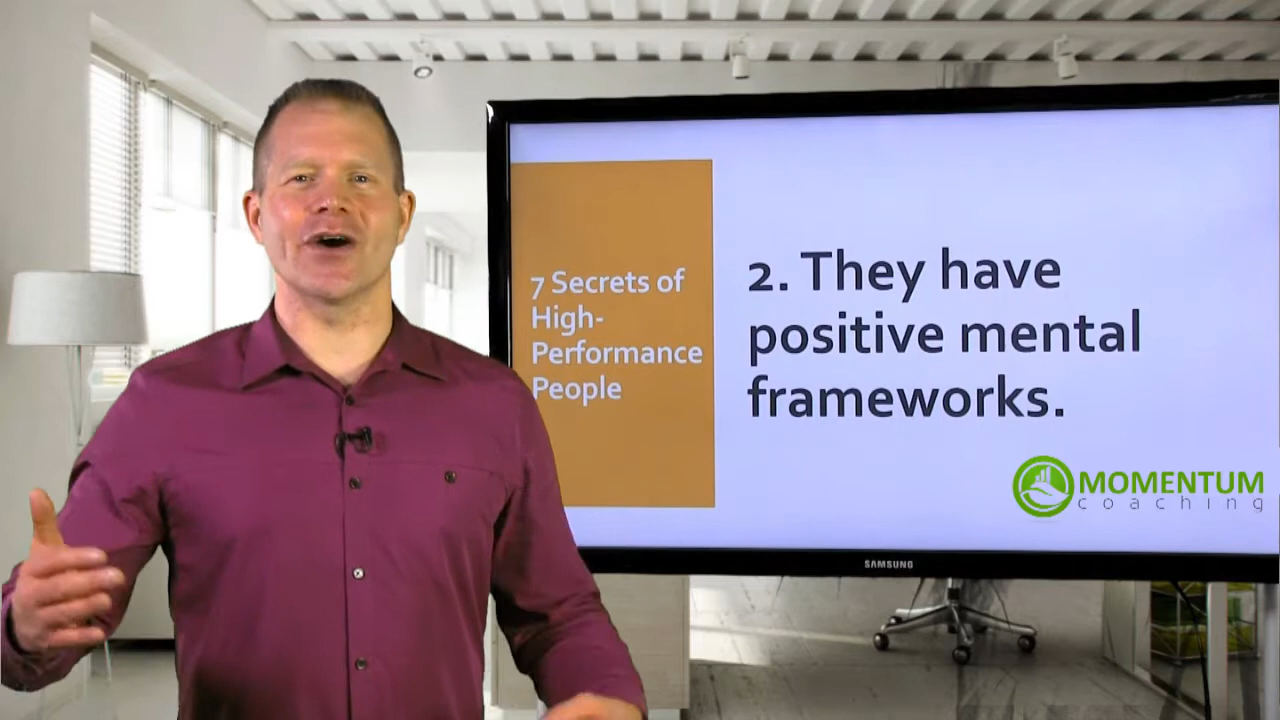 7 Secrets of
High-
Performance
People
2. They have
positive mental
frameworks.
MOMENTUM
coaching
SAMSUNG